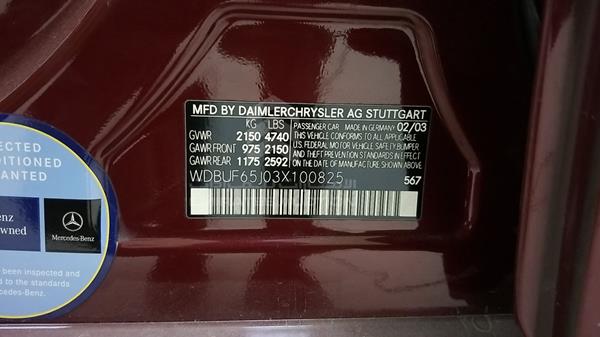 MFD BY DAIMLERCHRYSLER AG STUTTGART
KG LBS
GVWR 2150 4740
GAWR FRONT 975 2150
GAWR REAR 1175 2592
PASSENGER CAR MADE IN GERMANY 02/03
THIS VEHICLE CONFORMS TO ALL APPLICABLE
U.S. FEDERAL MOTOR VEHICLE SAFETY BUMPER
AND THEFT PREVENTION STANDARDS IN EFFECT
ON THE DATE OF MANUFACTURE SHOWN ABOVE
WDBUF65J03X100825
567
ECTED
DITIONED
ANTED
enz
owned
Mercedes-Benz
been inspected and
d to the standards
cedes-Benz.